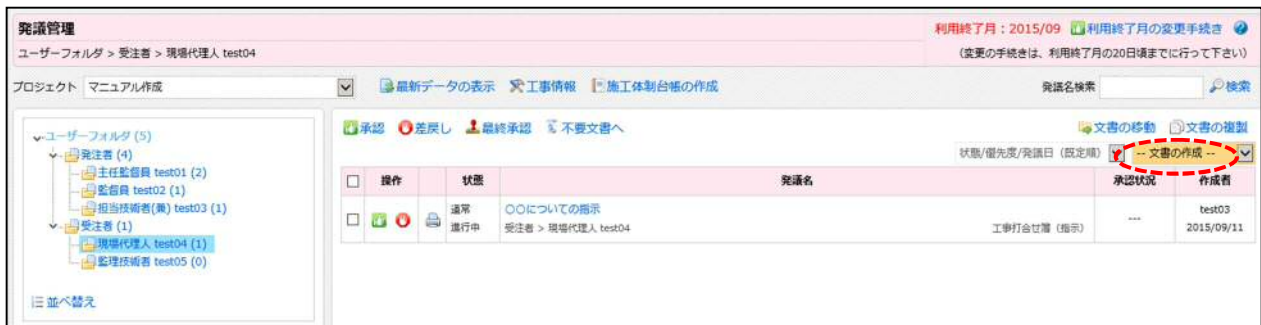 発議管理
利用終了月：2015/09 利用終了月の変更手続き
ユーザーフォルダ > 受注者 > 現場代理人 test04
(変更の手続きは、利用終了月の20日頃までに行って下さい)
プロジェクト マニュアル作成 最新データの表示 工事情報 施工体制台帳の作成 発議名検索 検索
ユーザーフォルダ (5)
発注者 (4)
主任監督員 test01 (2)
監督員 test02 (1)
担当技術者(兼) test03 (1)
受注者 (1)
現場代理人 test04 (1)
監理技術者 test05 (0)
並べ替え
承認 差戻し 最終承認 不要文書へ 文書の移動 文書の複製
状態/優先度/発議日 (既定順) -- 文書の作成 --
操作 状態 発議名 承認状況 作成者
通常 進行中 〇〇についての指示
受注者 > 現場代理人 test04 工事打合せ簿 (指示) --- test03
2015/09/11